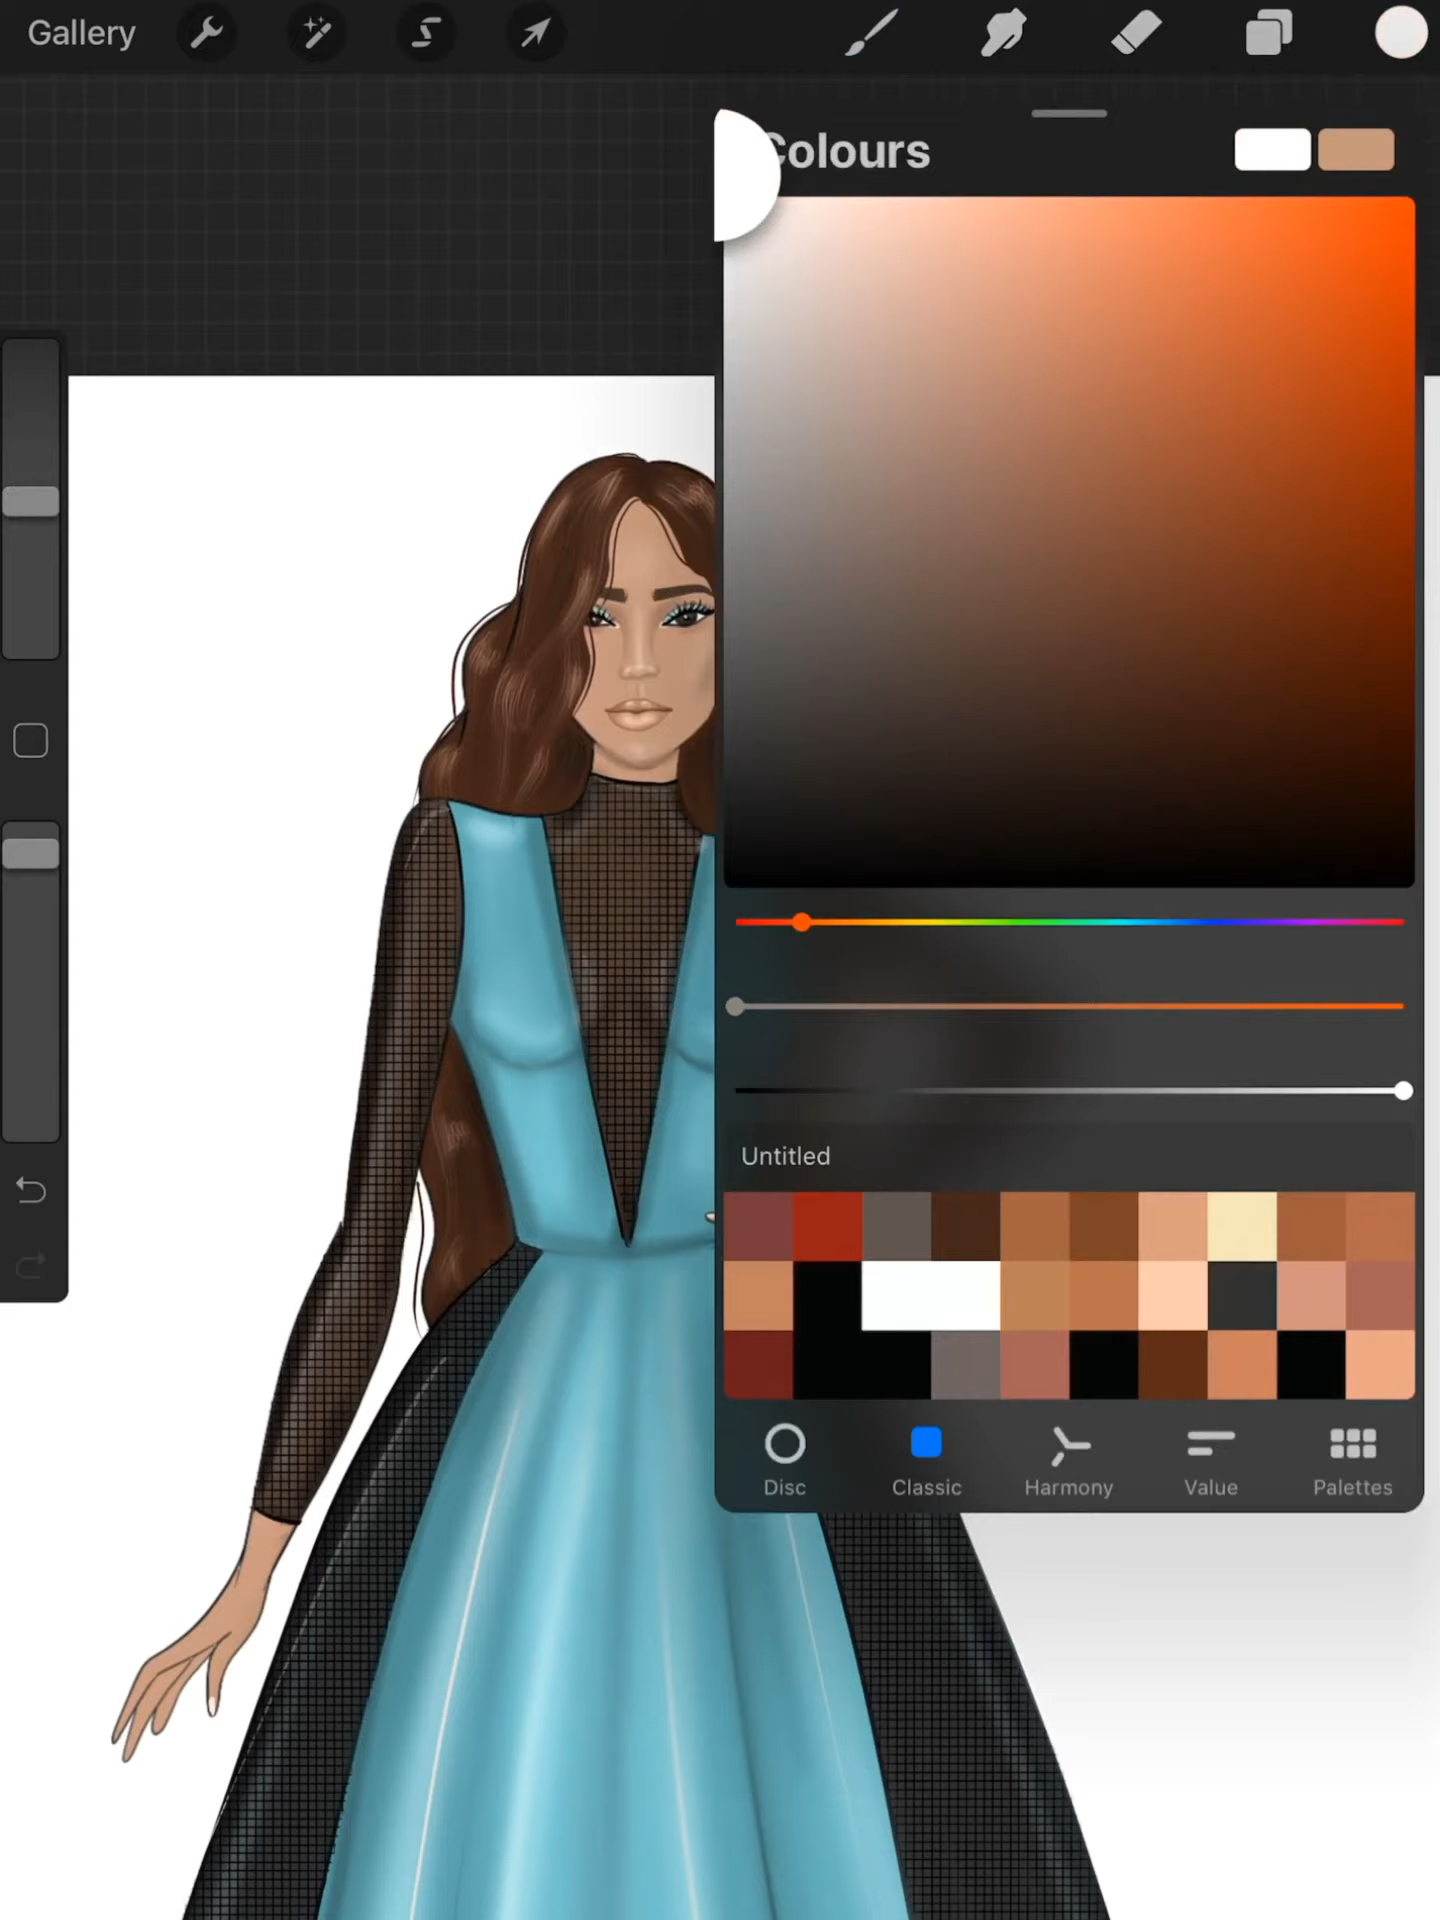 Gallery
Colours
Untitled
Disc
Classic
Harmony
Value
Palettes